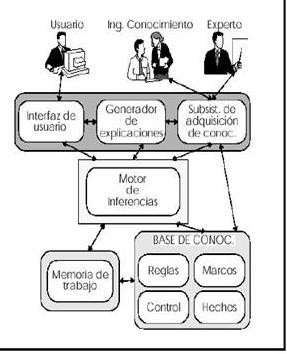 Usuario
Ing. Conocimiento
Experto
Interfaz de
usuario
Generador
de
explicaciones
Subsist. de
adquisición
de conoc.
Motor
de
Inferencias
BASE DE CONOC.
Memoria de
trabajo
Reglas
Marcos
Control
Hechos